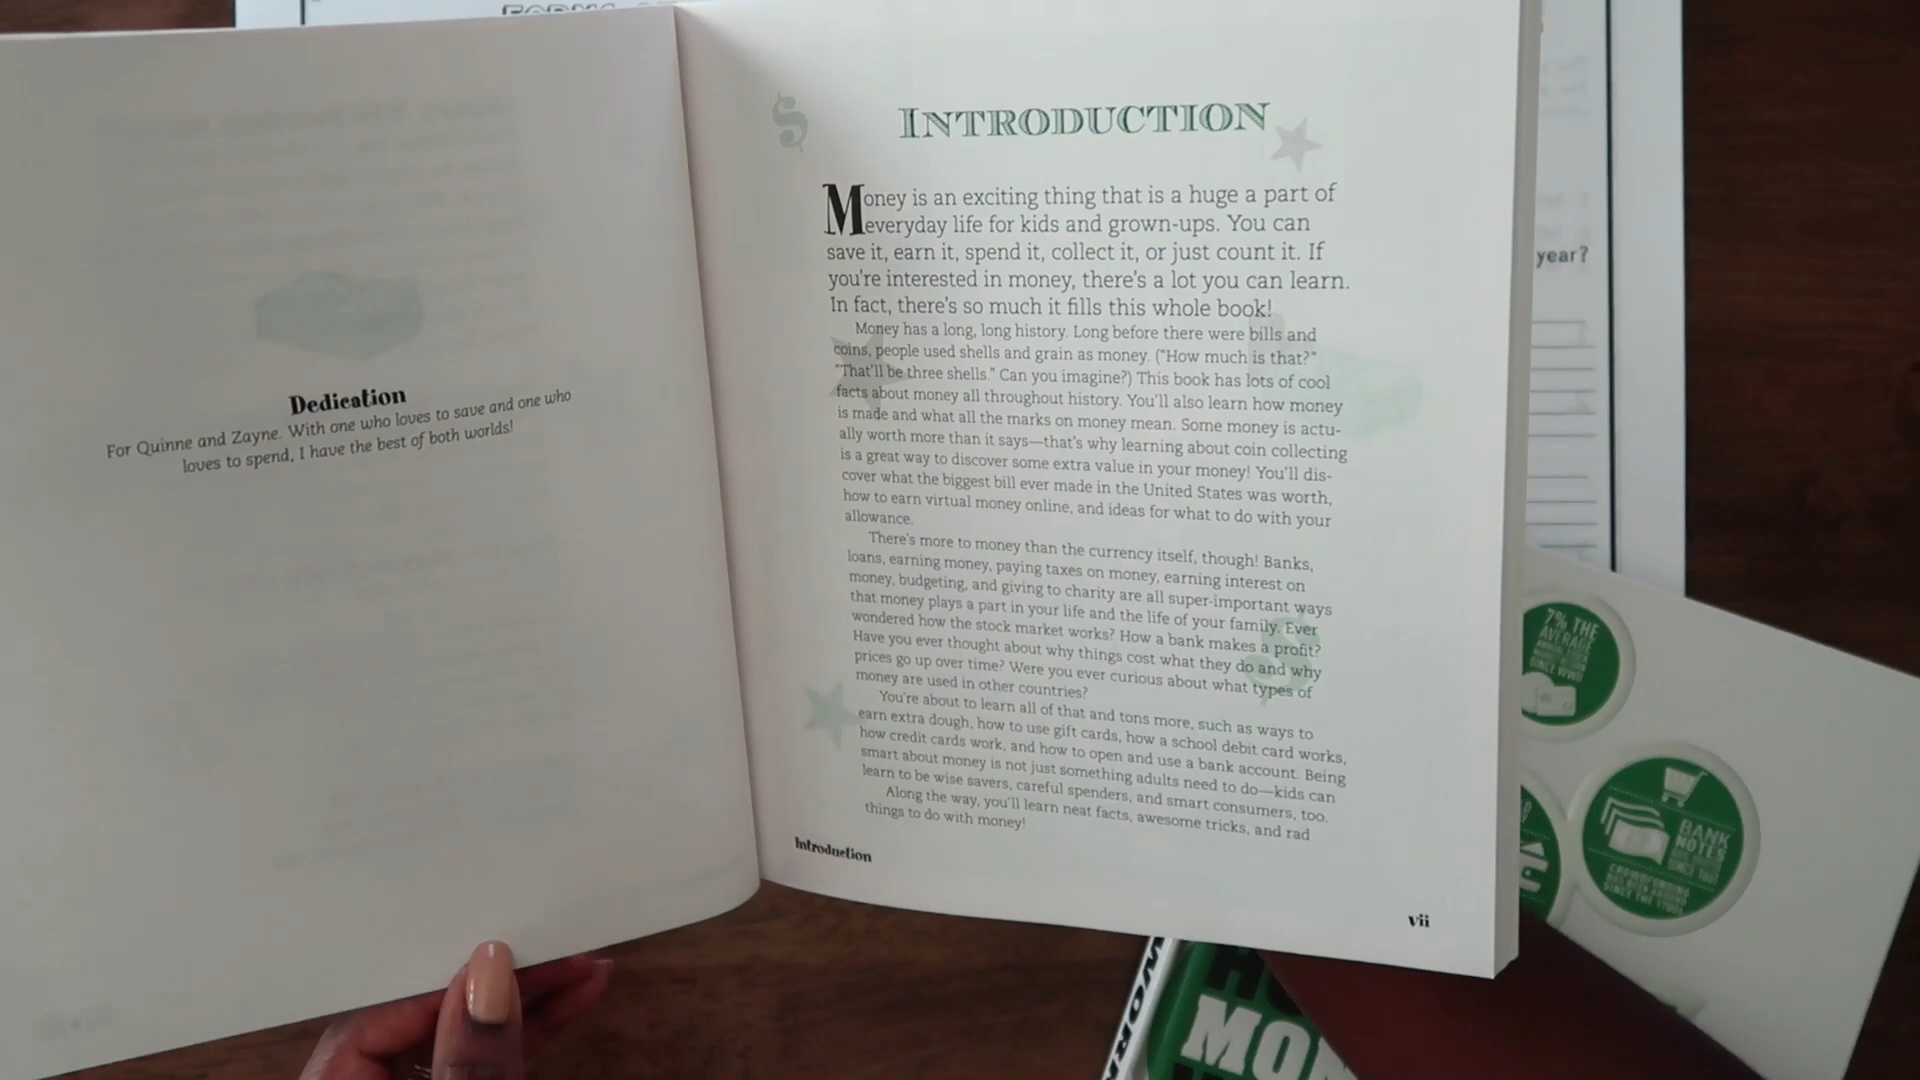 Dedication
For Quinne and Zayne. With one who loves to save and one who
loves to spend, I have the best of both worlds!
INTRODUCTION
Money is an exciting thing that is a huge a part of
everyday life for kids and grown-ups. You can
save it, earn it, spend it, collect it, or just count it. If
you're interested in money, there's a lot you can learn.
In fact, there's so much it fills this whole book!
Money has a long, long history. Long before there were bills and
coins, people used shells and grain as money. ("How much is that?"
"That'll be three shells." Can you imagine?) This book has lots of cool
facts about money all throughout history. You'll also learn how money
is made and what all the marks on money mean. Some money is actu-
ally worth more than it says—that's why learning about coin collecting
is a great way to discover some extra value in your money! You'll dis-
cover what the biggest bill ever made in the United States was worth,
how to earn virtual money online, and ideas for what to do with your
allowance.
There's more to money than the currency itself, though! Banks,
loans, earning money, paying taxes on money, earning interest on
money, budgeting, and giving to charity are all super-important ways
that money plays a part in your life and the life of your family. Ever
wondered how the stock market works? How a bank makes a profit?
Have you ever thought about why things cost what they do and why
prices go up over time? Were you ever curious about what types of
money are used in other countries?
You're about to learn all of that and tons more, such as ways to
earn extra dough, how to use gift cards, how a school debit card works,
how credit cards work, and how to open and use a bank account. Being
smart about money is not just something adults need to do—kids can
learn to be wise savers, careful spenders, and smart consumers, too.
Along the way, you'll learn neat facts, awesome tricks, and rad
things to do with money!
Introduction
vii
year?
7% THE
AVERAGE
SINCE WWII
BANK
NOTES
CROWDFUNDING
SINCE THE 1700S
MO